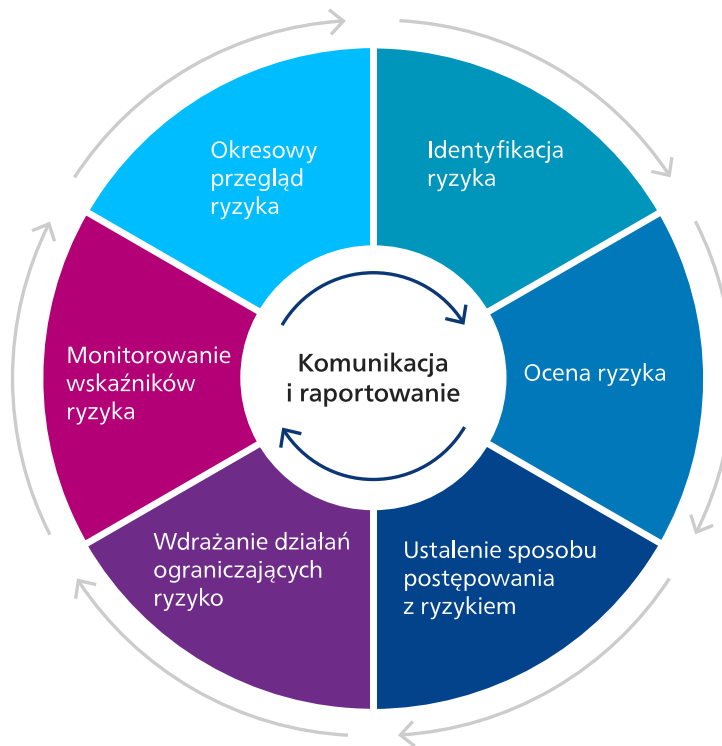 Okresowy
przegląd
ryzyka
Identyfikacja
ryzyka
Monitorowanie
wskaźników
ryzyka
Komunikacja
i raportowanie
Ocena ryzyka
Wdrażanie działań
ograniczających
ryzyko
Ustalenie sposobu
postępowania
z ryzykiem